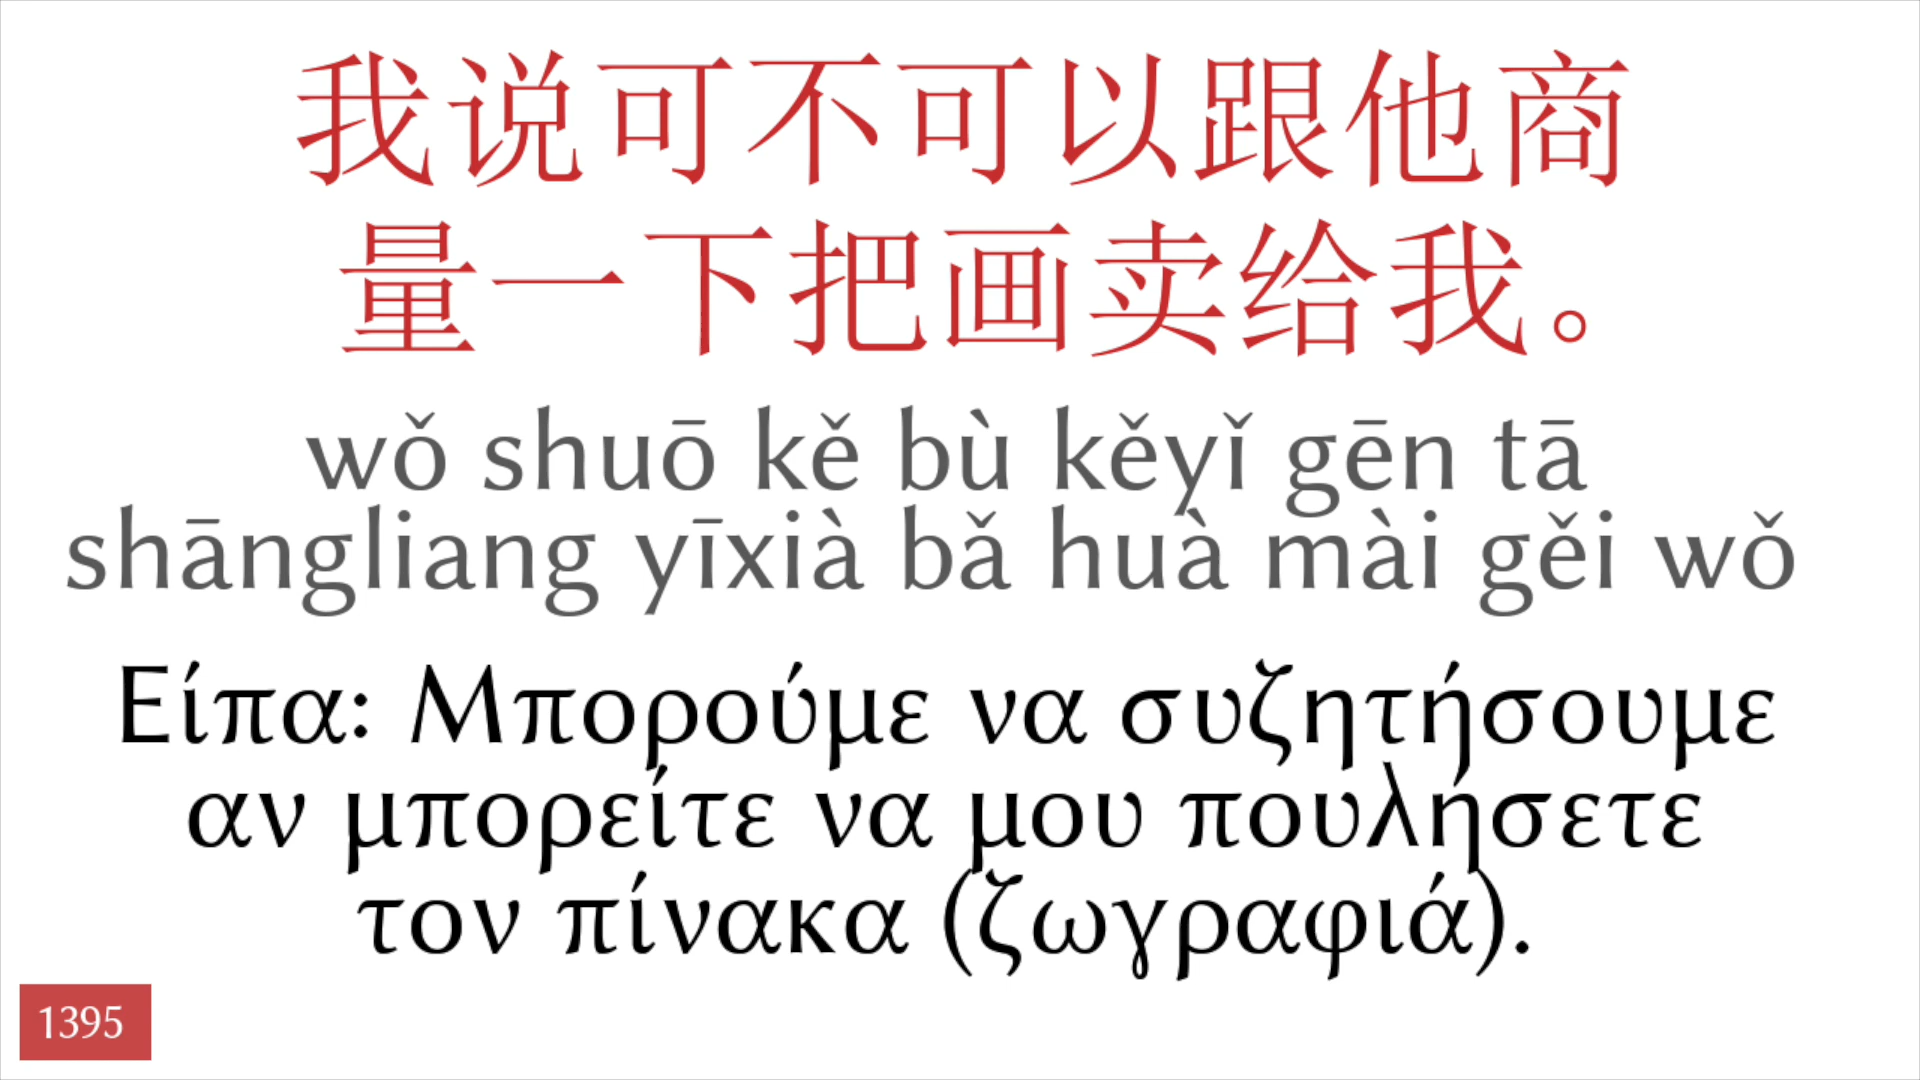 我说可不可以跟他商
量一下把画卖给我。
wǒ shuō kě bù kěyǐ gēn tā
shāngliang yīxià bǎ huà mài gěi wǒ
Είπα: Μπορούμε να συζητήσουμε
αν μπορείτε να μου πουλήσετε
τον πίνακα (ζωγραφιά).
1395